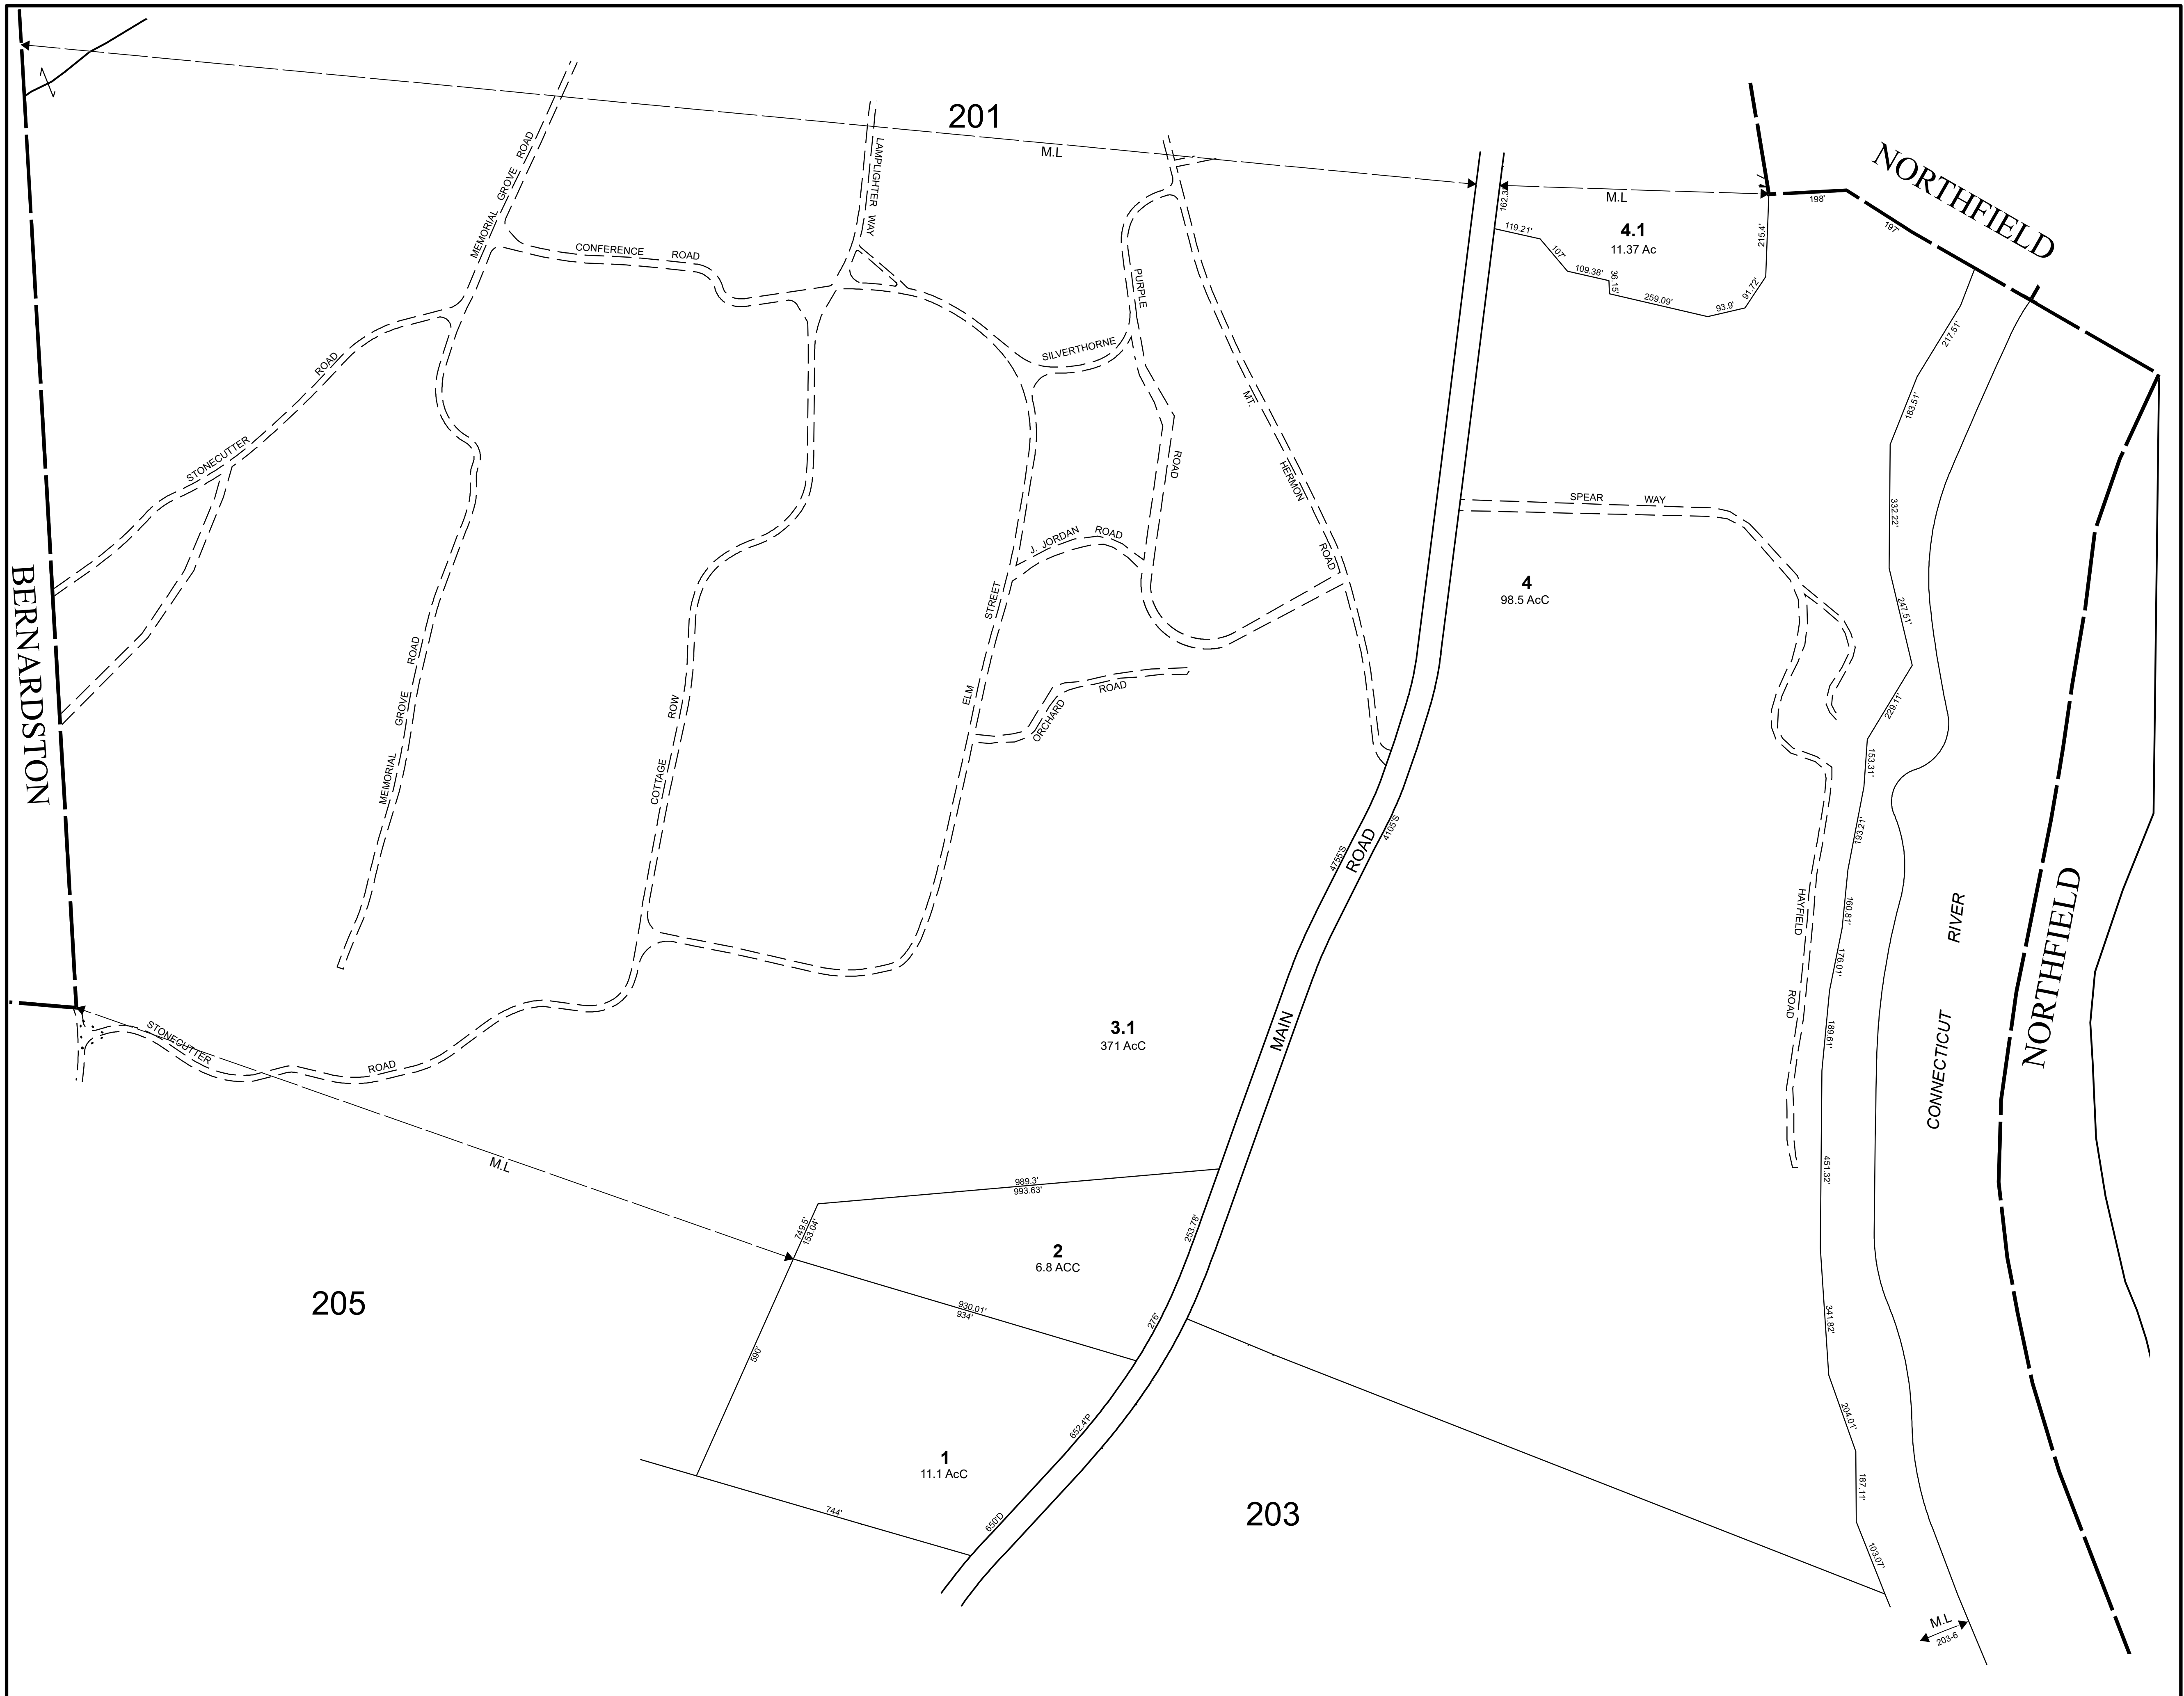 201
M.L
NORTHFIELD
M.L
198'
197'
162.3
119.21'
107'
109.38'
36.15'
259.09'
93.9'
91.72'
215.4'
4.1
11.37 Ac
MEMORIAL GROVE ROAD
LAMPLIGHTER WAY
CONFERENCE ROAD
PURPLE
ROAD
SILVERTHORNE
STONECUTTER ROAD
MT. HERMON ROAD
217.51'
183.51'
332.22'
247.51'
229.11'
153.31'
193.21'
160.81'
176.01'
189.61'
451.32'
341.82'
204.01'
187.11'
103.07'
SPEAR WAY
J. JORDAN ROAD
4
98.5 AcC
BERNARDSTON
ELM STREET
ORCHARD ROAD
COTTAGE ROW
MEMORIAL GROVE ROAD
4755'S
4105'S
MAIN ROAD
HAYFIELD ROAD
CONNECTICUT RIVER
NORTHFIELD
STONECUTTER ROAD
3.1
371 AcC
M.L
989.3'
993.63'
749.5'
153.04'
253.78'
2
6.8 ACC
930.01'
934'
276'
205
590'
652.4'P
1
11.1 AcC
650'D
744'
203
M.L
203-6